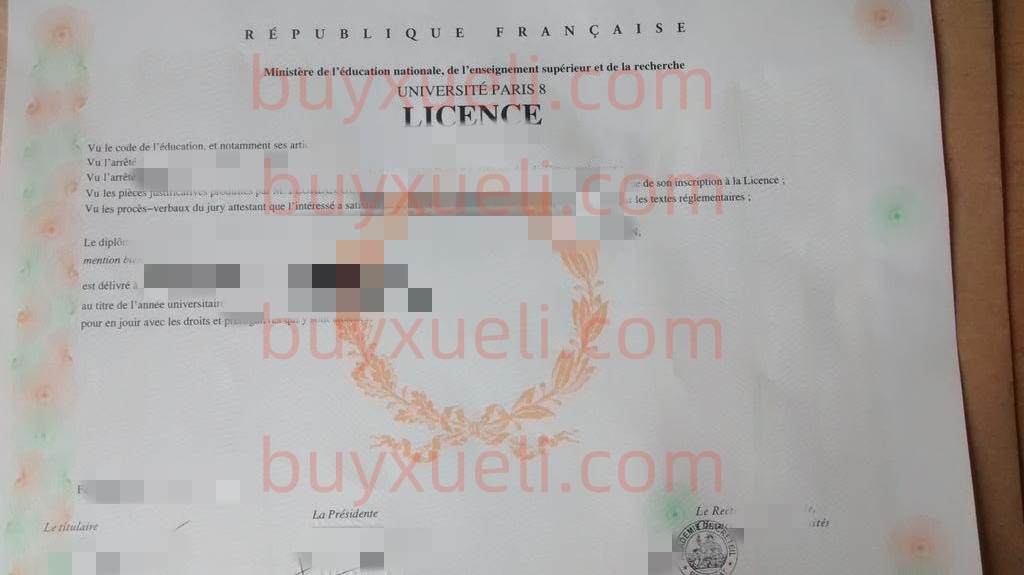 RÉPUBLIQUE FRANÇAISE
Ministère de l'éducation nationale, de l'enseignement supérieur et de la recherche
buyxueli.com
UNIVERSITÉ PARIS 8
LICENCE
Vu le code de l'éducation, et notamment ses
Vu l'arrêté
Vu l'arrêté
Vu les pièces justificatives produites par M.
de son inscription à la Licence ;
Vu les procès-verbaux du jury attestant que l'intéressé a
les textes réglementaires ;
buyxueli.com
Le
mention
est délivré à
au titre de l'année universitaire
pour en jouir avec les droits et prérogatives qui y sont
buyxueli.com
buyxueli.com
La Présidente
Le
Le titulaire